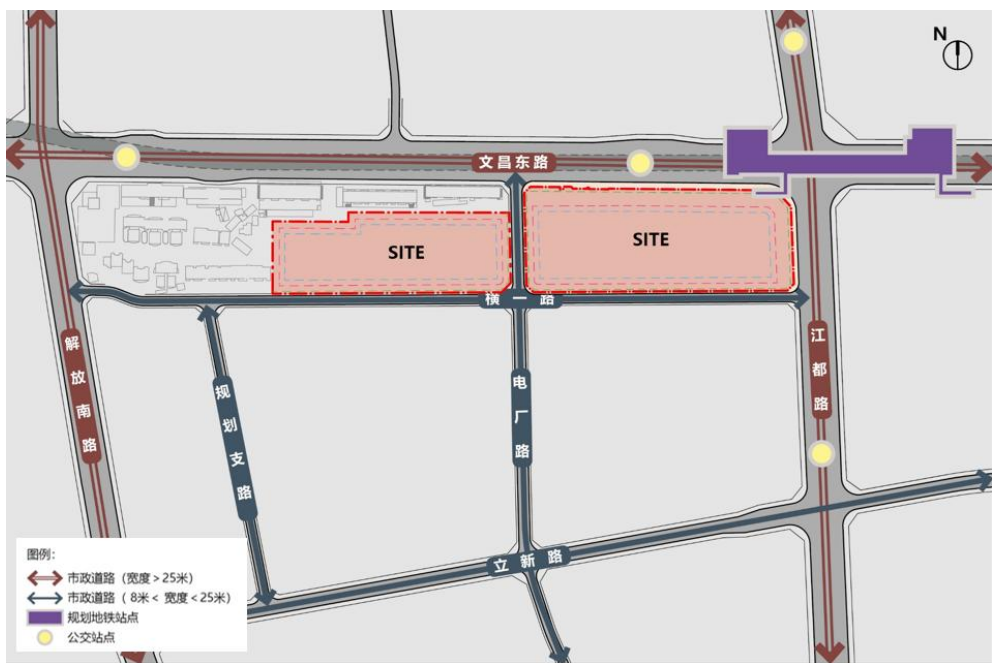 N
文昌东路
SITE
SITE
横一路
解放南路
规划支路
电厂路
江都路
立新路
图例：
市政道路（宽度＞25米）
市政道路（8米＜ 宽度＜25米）
规划地铁站点
公交站点